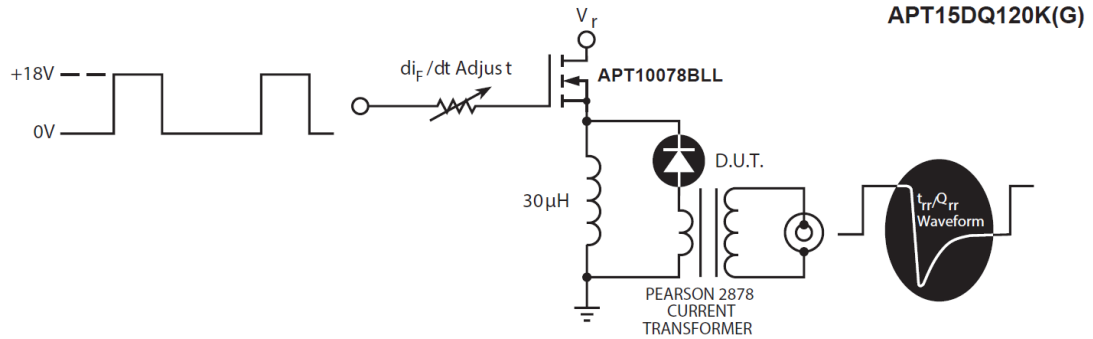 APT15DQ120K(G)
Vr
+18V
0V
diF/dt Adjust
APT10078BLL
D.U.T.
30µH
trr/Qrr
Waveform
PEARSON 2878
CURRENT
TRANSFORMER